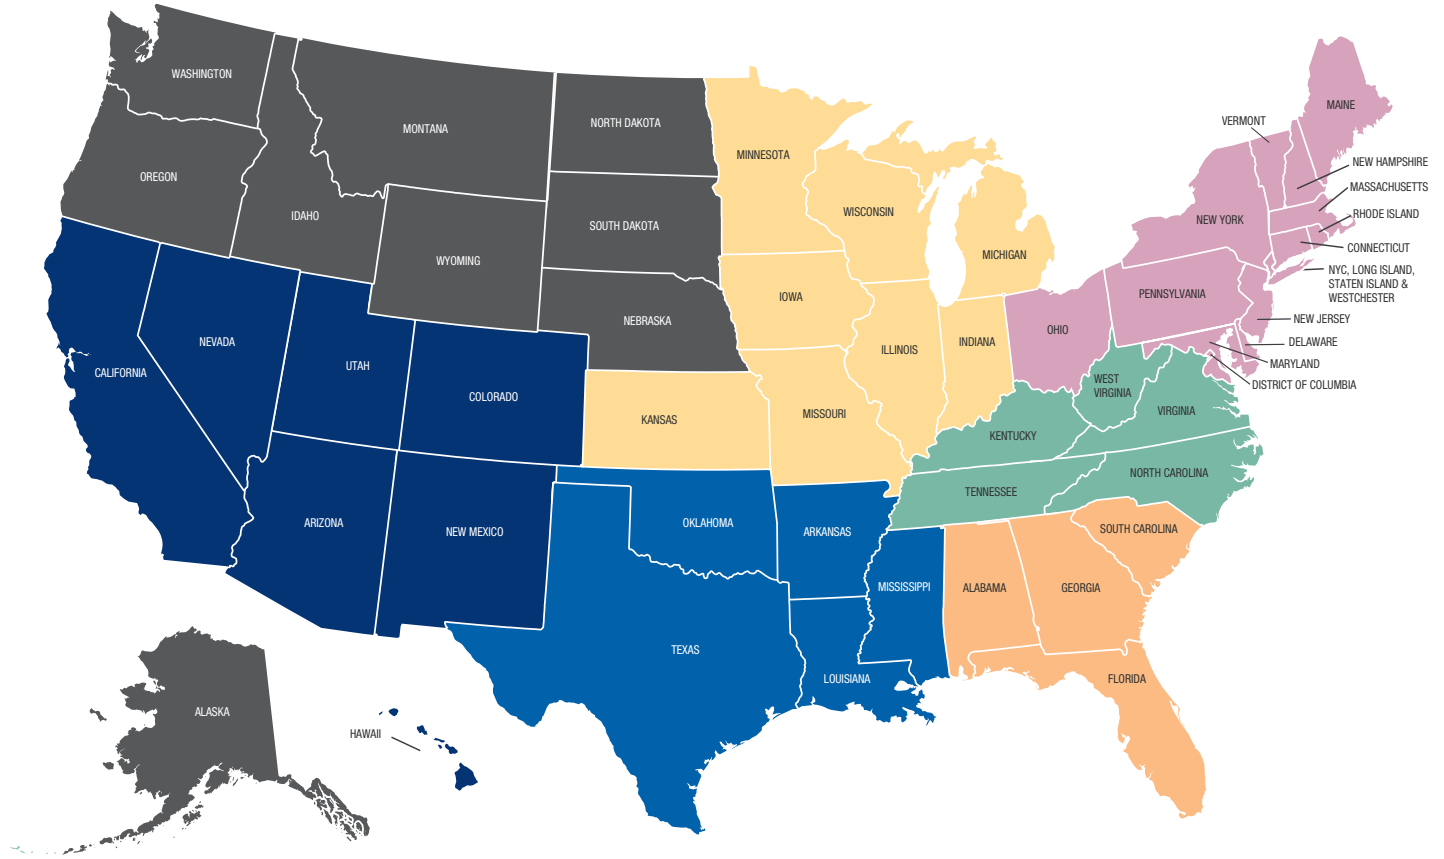 WASHINGTON
MONTANA
NORTH DAKOTA
MINNESOTA
MAINE
VERMONT
NEW HAMPSHIRE
MASSACHUSETTS
RHODE ISLAND
CONNECTICUT
NYC, LONG ISLAND,
STATEN ISLAND &
WESTCHESTER
NEW JERSEY
DELAWARE
MARYLAND
DISTRICT OF COLUMBIA
OREGON
IDAHO
WYOMING
SOUTH DAKOTA
WISCONSIN
MICHIGAN
NEW YORK
PENNSYLVANIA
NEBRASKA
IOWA
ILLINOIS
INDIANA
OHIO
CALIFORNIA
NEVADA
UTAH
COLORADO
KANSAS
MISSOURI
KENTUCKY
WEST
VIRGINIA
VIRGINIA
ARIZONA
NEW MEXICO
OKLAHOMA
ARKANSAS
TENNESSEE
NORTH CAROLINA
SOUTH CAROLINA
TEXAS
LOUISIANA
MISSISSIPPI
ALABAMA
GEORGIA
FLORIDA
ALASKA
HAWAII